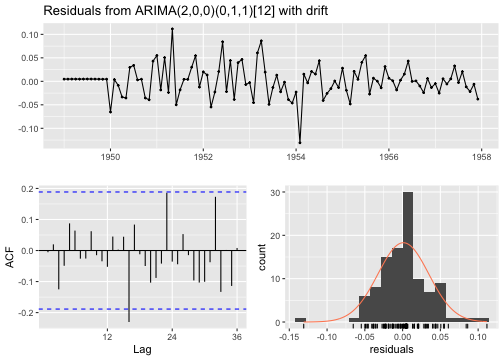 Residuals from ARIMA(2,0,0)(0,1,1)[12] with drift
0.10
0.05
0.00
-0.05
-0.10
1950 1952 1954 1956 1958
0.2
0.1
0.0
-0.1
-0.2
ACF
12 24 36
Lag
30
20
10
0
count
-0.15 -0.10 -0.05 0.00 0.05 0.10
residuals